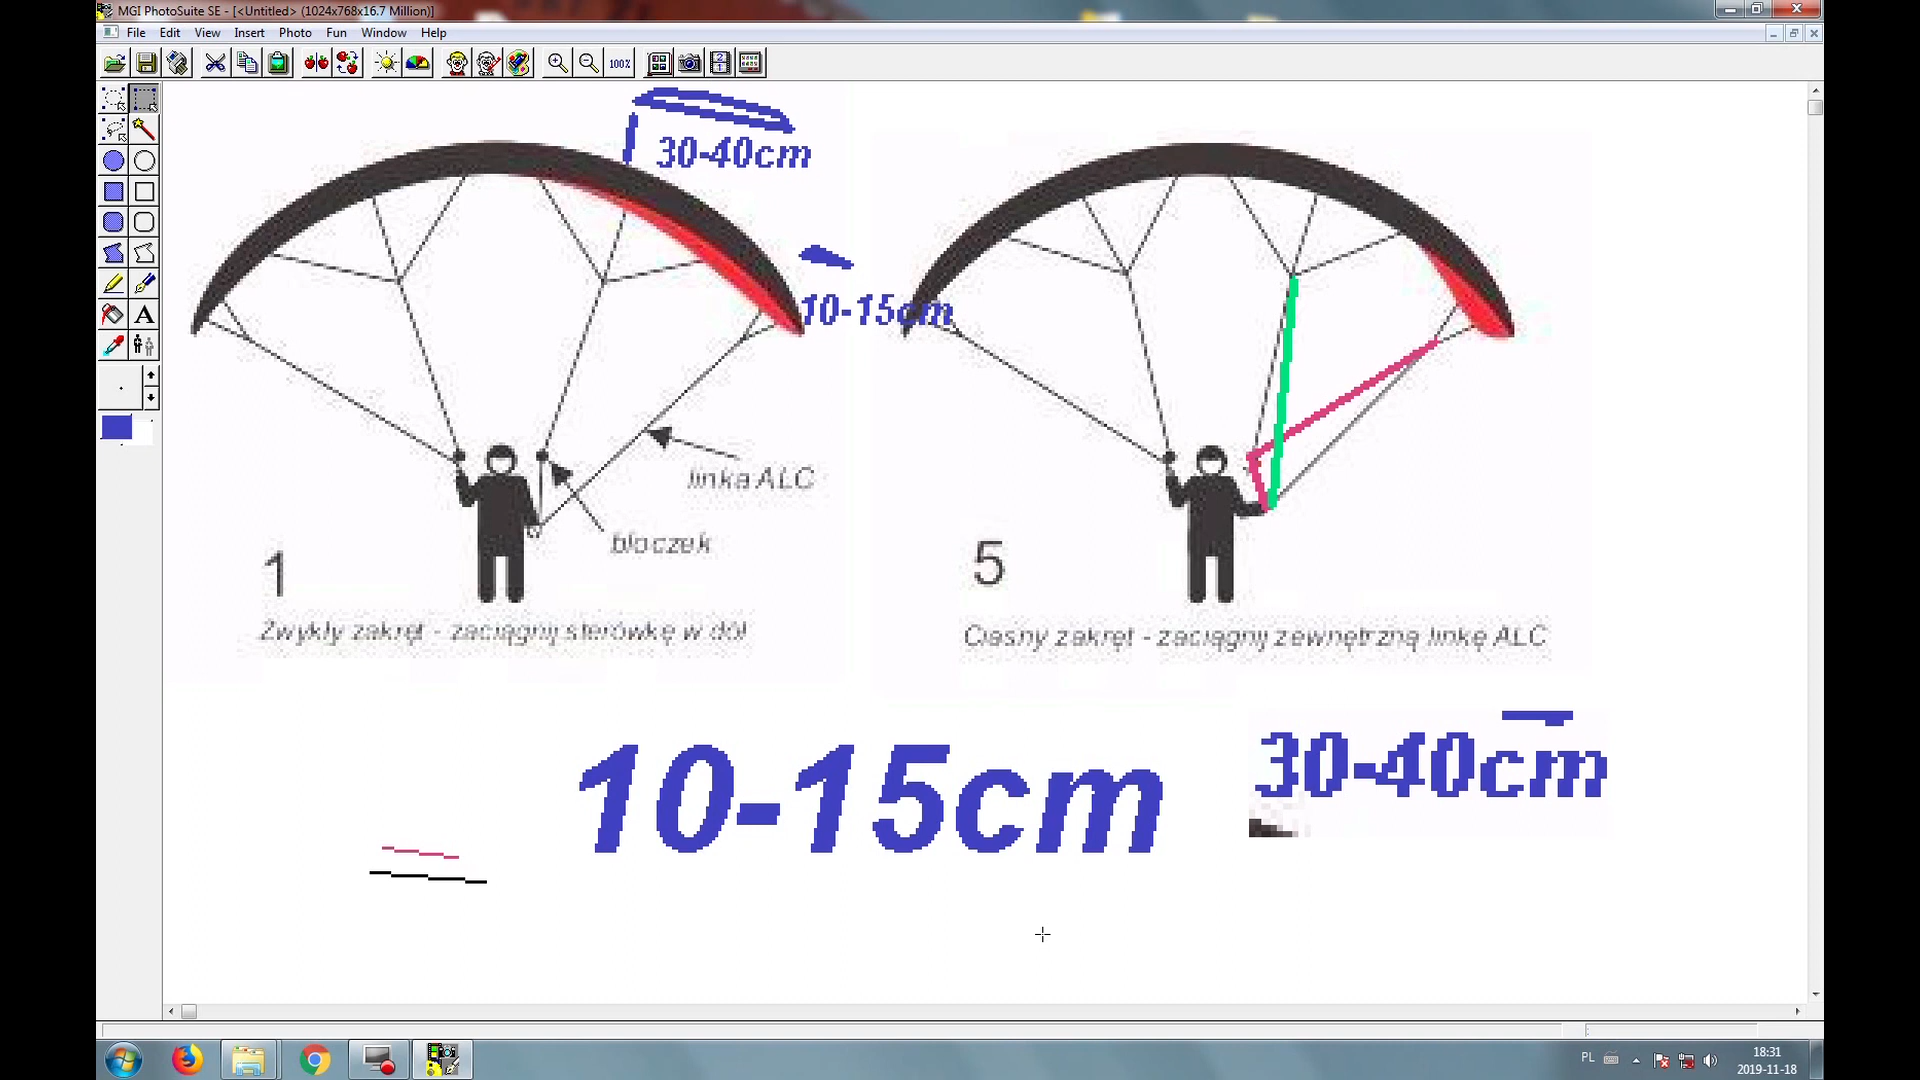 MGI PhotoSuite SE - [<Untitled> (1024x768x16.7 Million)]
File Edit View Insert Photo Fun Window Help
100%
30-40cm
10-15cm
linka ALC
bloczek
1
Zwykły zakręt - zaciągnij sterówkę w dół
5
Ciasny zakręt - zaciągnij zewnętrzną linkę ALC
10-15cm
30-40cm
PL
18:31
2019-11-18